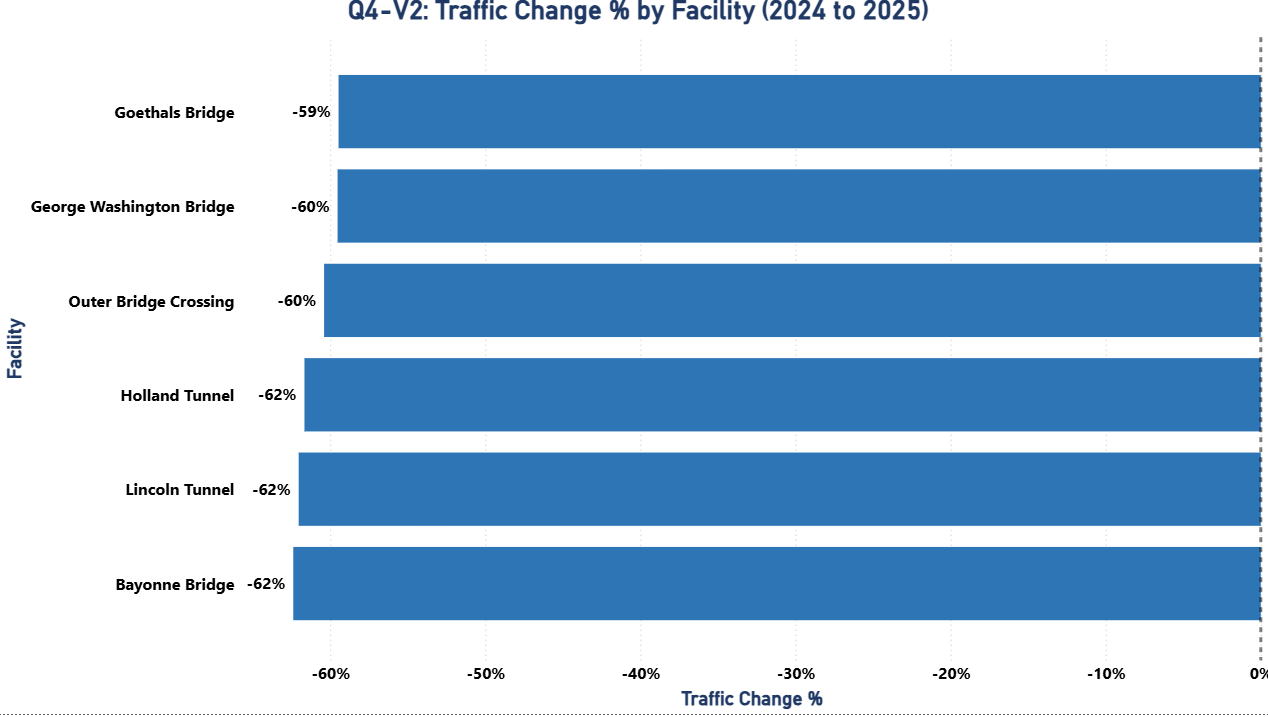 Q4-V2: Traffic Change % by Facility (2024 to 2025)
Goethals Bridge -59%
George Washington Bridge -60%
Outer Bridge Crossing -60%
Holland Tunnel -62%
Lincoln Tunnel -62%
Bayonne Bridge -62%
Facility
-60% -50% -40% -30% -20% -10% 0%
Traffic Change %